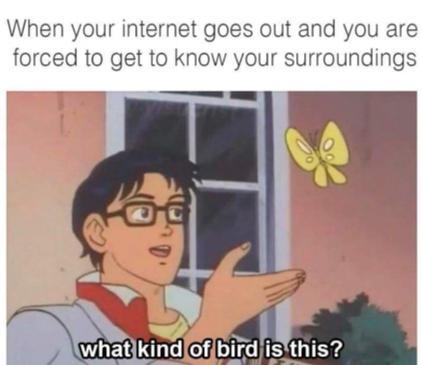 When your internet goes out and you are
forced to get to know your surroundings
what kind of bird is this?